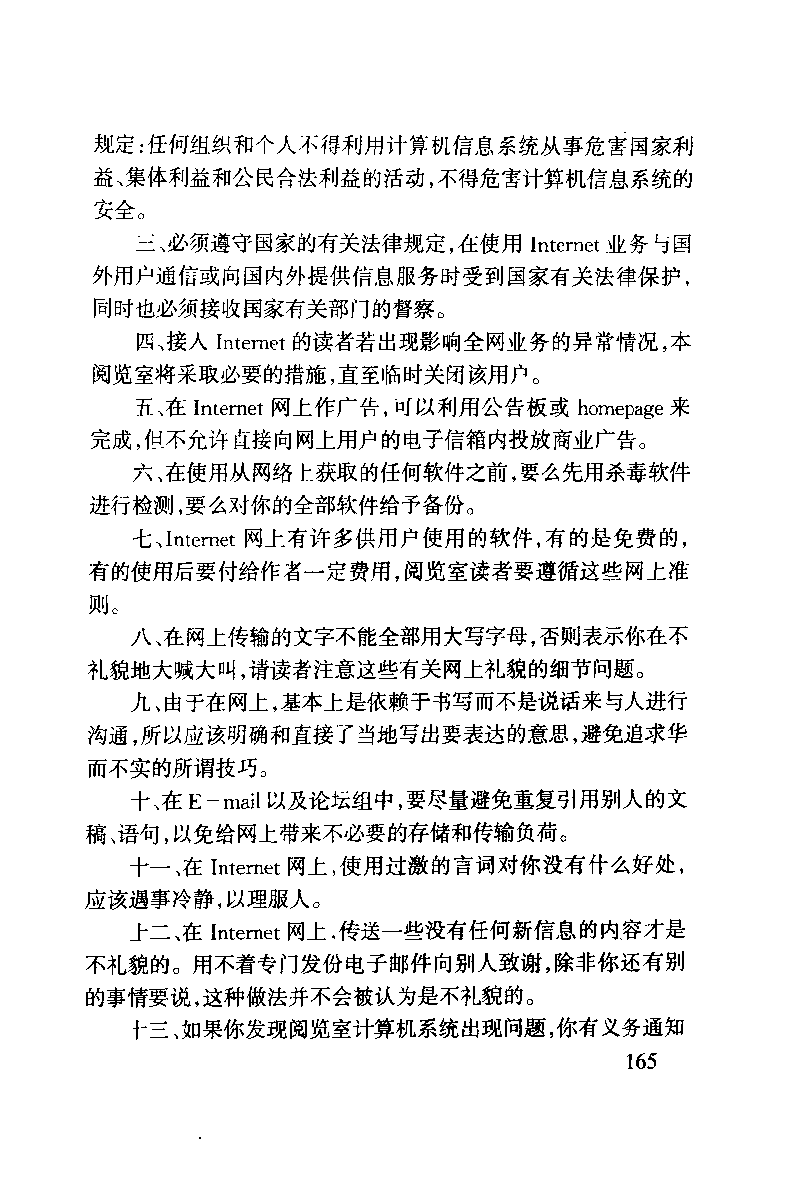 规定:任何组织和个人不得利用计算机信息系统从事危害国家利
益、集体利益和公民合法利益的活动,不得危害计算机信息系统的
安全。
三、必须遵守国家的有关法律规定,在使用 Internet 业务与国
外用户通信或向国内外提供信息服务时受到国家有关法律保护,
同时也必须接收国家有关部门的督察。
四、接入 Internet 的读者若出现影响全网业务的异常情况,本
阅览室将采取必要的措施,直至临时关闭该用户。
五、在 Internet 网上作广告,可以利用公告板或 homepage 来
完成,但不允许直接向网上用户的电子信箱内投放商业广告。
六、在使用从网络上获取的任何软件之前,要么先用杀毒软件
进行检测,要么对你的全部软件给予备份。
七、Internet 网上有许多供用户使用的软件,有的是免费的,
有的使用后要付给作者一定费用,阅览室读者要遵循这些网上准
则。
八、在网上传输的文字不能全部用大写字母,否则表示你在不
礼貌地大喊大叫,请读者注意这些有关网上礼貌的细节问题。
九、由于在网上,基本上是依赖于书写而不是说话来与人进行
沟通,所以应该明确和直接了当地写出要表达的意思,避免追求华
而不实的所谓技巧。
十、在 E-mail 以及论坛组中,要尽量避免重复引用别人的文
稿、语句,以免给网上带来不必要的存储和传输负荷。
十一、在 Internet 网上,使用过激的言词对你没有什么好处,
应该遇事冷静,以理服人。
十二、在 Internet 网上,传送一些没有任何新信息的内容才是
不礼貌的。用不着专门发份电子邮件向别人致谢,除非你还有别
的事情要说,这种做法并不会被认为是不礼貌的。
十三、如果你发现阅览室计算机系统出现问题,你有义务通知
165